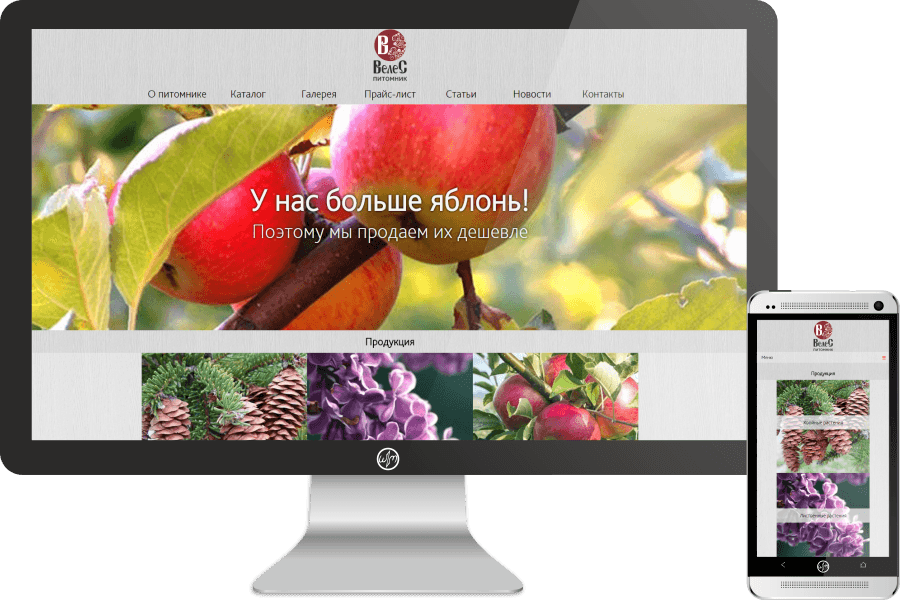 В
ВелеС
ПИТОМНИК
О питомнике Каталог Галерея Прайс-лист Статьи Новости Контакты
У нас больше яблонь!
Поэтому мы продаем их дешевле
Продукция
В
ВелеС
ПИТОМНИК
Меню
Продукция
Хвойные растения
Лиственные растения